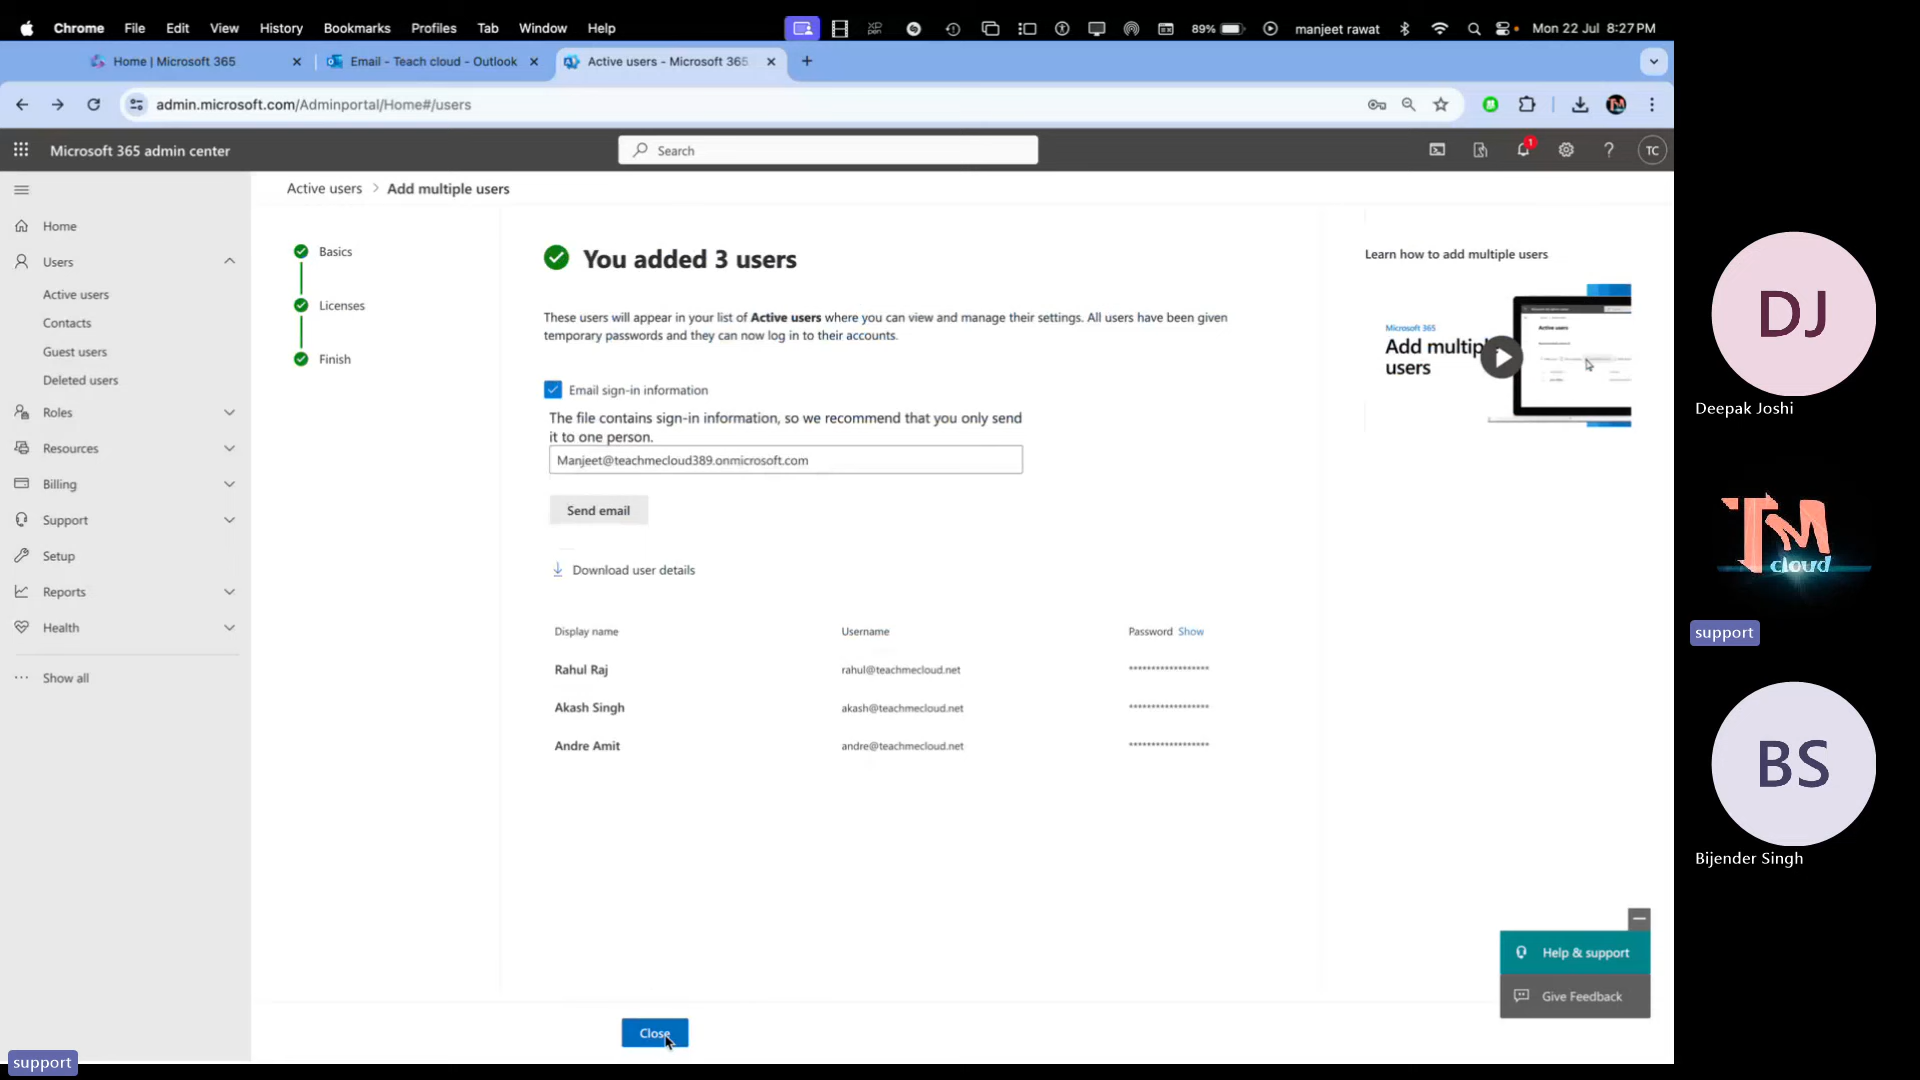 Chrome File Edit View History Bookmarks Profiles Tab Window Help
89% manjeet rawat Mon 22 Jul 8:27 PM
Home | Microsoft 365
Email - Teach cloud - Outlook
Active users - Microsoft 365
admin.microsoft.com/Adminportal/Home#/users
Microsoft 365 admin center
Search
1
TC
Active users > Add multiple users
Home
Users
Active users
Contacts
Guest users
Deleted users
Roles
Resources
Billing
Support
Setup
Reports
Health
Show all
Basics
Licenses
Finish
You added 3 users
These users will appear in your list of Active users where you can view and manage their settings. All users have been given
temporary passwords and they can now log in to their accounts.
Email sign-in information
The file contains sign-in information, so we recommend that you only send
it to one person.
Manjeet@teachmecloud389.onmicrosoft.com
Send email
Download user details
Display name Username Password Show
Rahul Raj rahul@teachmecloud.net ******************
Akash Singh akash@teachmecloud.net ******************
Andre Amit andre@teachmecloud.net ******************
Close
Learn how to add multiple users
Microsoft 365
Add multip
users
Active users
Help & support
Give Feedback
DJ
Deepak Joshi
TM
cloud
support
BS
Bijender Singh
support